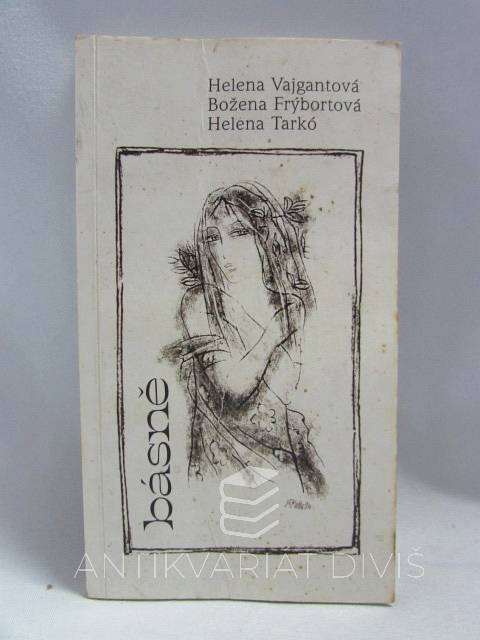 Helena Vajgantová
Božena Frýbortová
Helena Tarkó
básně
ANTIKVARIÁT DIVIŠ